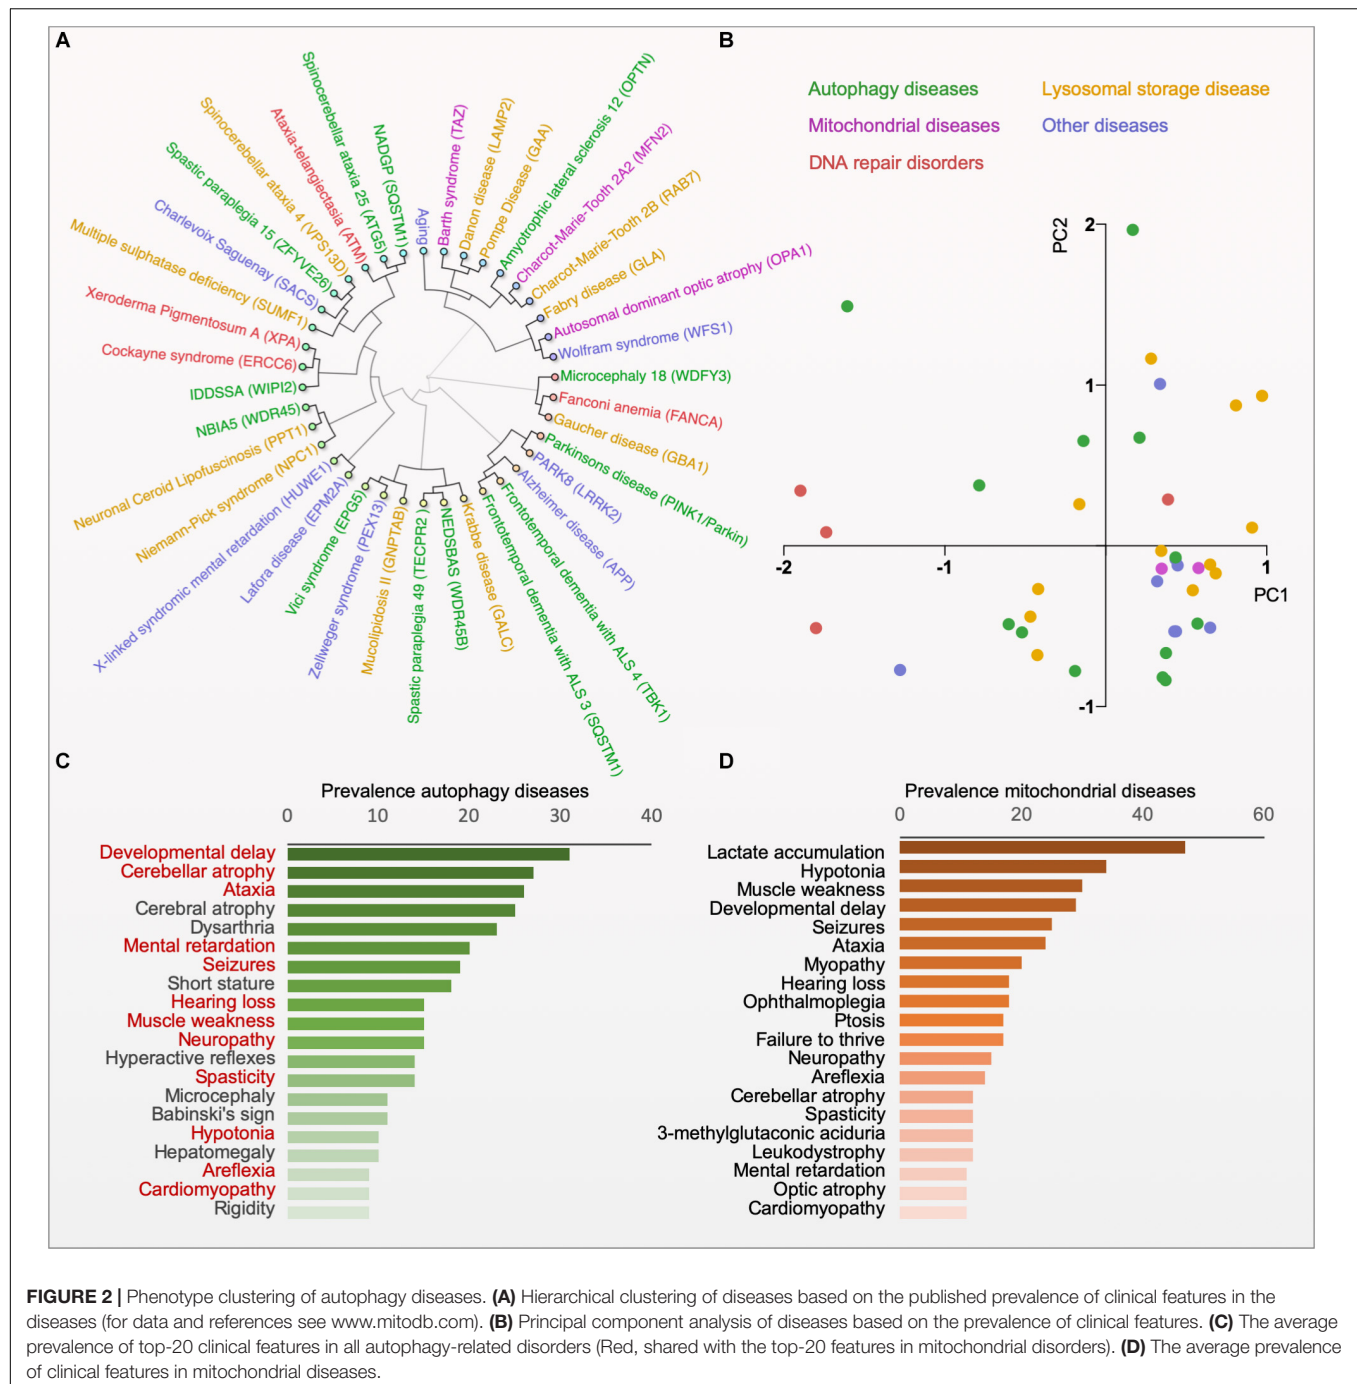 A
Spinocerebellar ataxia 25 (ATG5)
NADGP (SQSTM1)
Aging
Barth syndrome (TAZ)
Danon disease (LAMP2)
Pompe Disease (GAA)
Amyotrophic lateral sclerosis 12 (OPTN)
Charcot-Marie-Tooth 2A2 (MFN2)
Charcot-Marie-Tooth 2B (RAB7)
Fabry disease (GLA)
Autosomal dominant optic atrophy (OPA1)
Wolfram syndrome (WFS1)
Microcephaly 18 (WDFY3)
Fanconi anemia (FANCA)
Gaucher disease (GBA1)
Parkinsons disease (PINK1/Parkin)
PARK8 (LRRK2)
Alzheimer disease (APP)
Frontotemporal dementia with ALS 4 (TBK1)
Frontotemporal dementia with ALS 3 (SQSTM1)
Krabbe disease (GALC)
NEDSBAS (WDR45B)
Spastic paraplegia 49 (TECPR2)
Mucolipidosis II (GNPTAB)
Zellweger syndrome (PEX13)
Vici syndrome (EPG5)
Lafora disease (EPM2A)
X-linked syndromic mental retardation (HUWE1)
Niemann-Pick syndrome (NPC1)
Neuronal Ceroid Lipofuscinosis (PPT1)
NBIA5 (WDR45)
IDDSSA (WIPI2)
Cockayne syndrome (ERCC6)
Xeroderma Pigmentosum A (XPA)
Multiple sulphatase deficiency (SUMF1)
Charlevoix Saguenay (SACS)
Spastic paraplegia 15 (ZFYVE26)
Spinocerebellar ataxia 4 (VPS13D)
Ataxia-telangiectasia (ATM)
B
Autophagy diseases
Lysosomal storage disease
Mitochondrial diseases
Other diseases
DNA repair disorders
PC2
2
1
-2
-1
1
PC1
-1
C
Prevalence autophagy diseases
0 10 20 30 40
Developmental delay
Cerebellar atrophy
Ataxia
Cerebral atrophy
Dysarthria
Mental retardation
Seizures
Short stature
Hearing loss
Muscle weakness
Neuropathy
Hyperactive reflexes
Spasticity
Microcephaly
Babinski's sign
Hypotonia
Hepatomegaly
Areflexia
Cardiomyopathy
Rigidity
D
Prevalence mitochondrial diseases
0 20 40 60
Lactate accumulation
Hypotonia
Muscle weakness
Developmental delay
Seizures
Ataxia
Myopathy
Hearing loss
Ophthalmoplegia
Ptosis
Failure to thrive
Neuropathy
Areflexia
Cerebellar atrophy
Spasticity
3-methylglutaconic aciduria
Leukodystrophy
Mental retardation
Optic atrophy
Cardiomyopathy
FIGURE 2 | Phenotype clustering of autophagy diseases. (A) Hierarchical clustering of diseases based on the published prevalence of clinical features in the
diseases (for data and references see www.mitodb.com). (B) Principal component analysis of diseases based on the prevalence of clinical features. (C) The average
prevalence of top-20 clinical features in all autophagy-related disorders (Red, shared with the top-20 features in mitochondrial disorders). (D) The average prevalence
of clinical features in mitochondrial diseases.